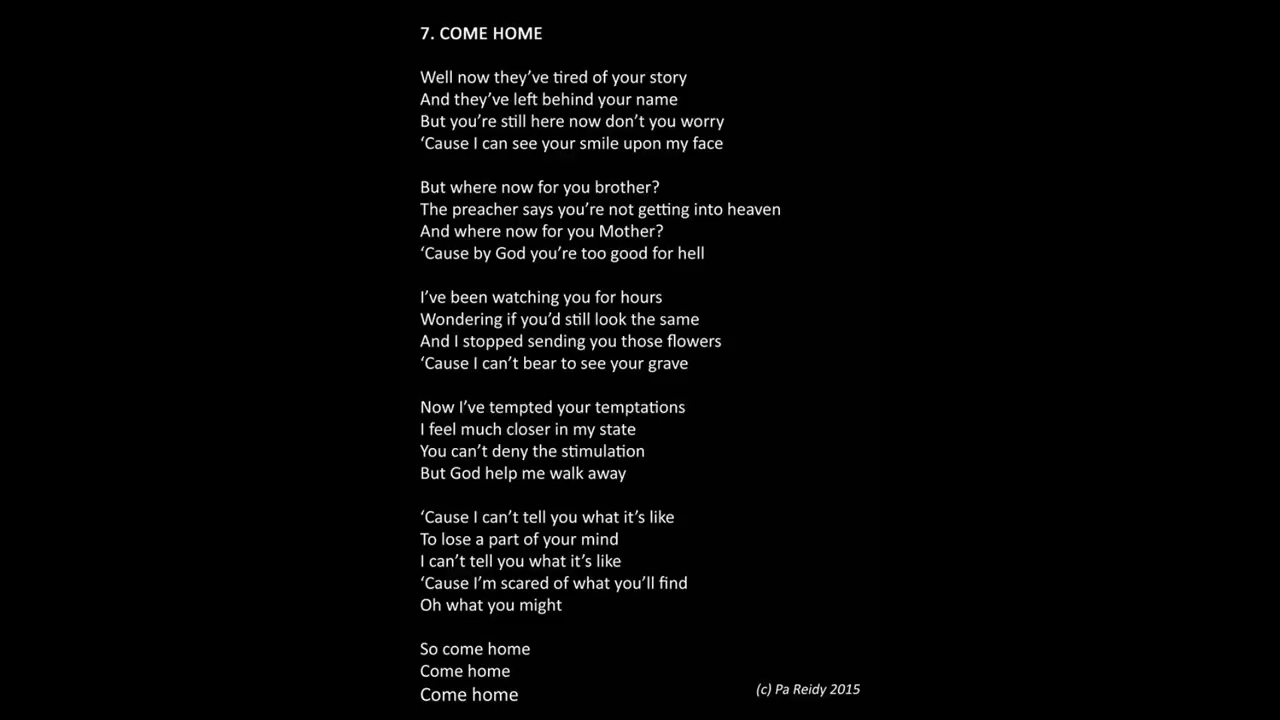 7. COME HOME
Well now they’ve tired of your story
And they’ve left behind your name
But you’re still here now don’t you worry
‘Cause I can see your smile upon my face
But where now for you brother?
The preacher says you’re not getting into heaven
And where now for you Mother?
‘Cause by God you’re too good for hell
I’ve been watching you for hours
Wondering if you’d still look the same
And I stopped sending you those flowers
‘Cause I can’t bear to see your grave
Now I’ve tempted your temptations
I feel much closer in my state
You can’t deny the stimulation
But God help me walk away
‘Cause I can’t tell you what it’s like
To lose a part of your mind
I can’t tell you what it’s like
‘Cause I’m scared of what you’ll find
Oh what you might
So come home
Come home
Come home
(c) Pa Reidy 2015